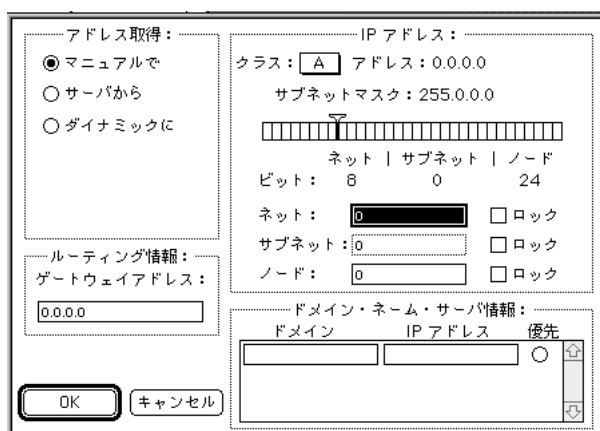 アドレス取得：
マニュアルで
サーバから
ダイナミックに
ルーティング情報：
ゲートウェイアドレス：
0.0.0.0
OK
キャンセル
IP アドレス：
クラス： A アドレス：0.0.0.0
サブネットマスク：255.0.0.0
ネット | サブネット | ノード
ビット： 8 0 24
ネット： 0 ロック
サブネット：0 ロック
ノード： 0 ロック
ドメイン・ネーム・サーバ情報：
ドメイン IP アドレス 優先